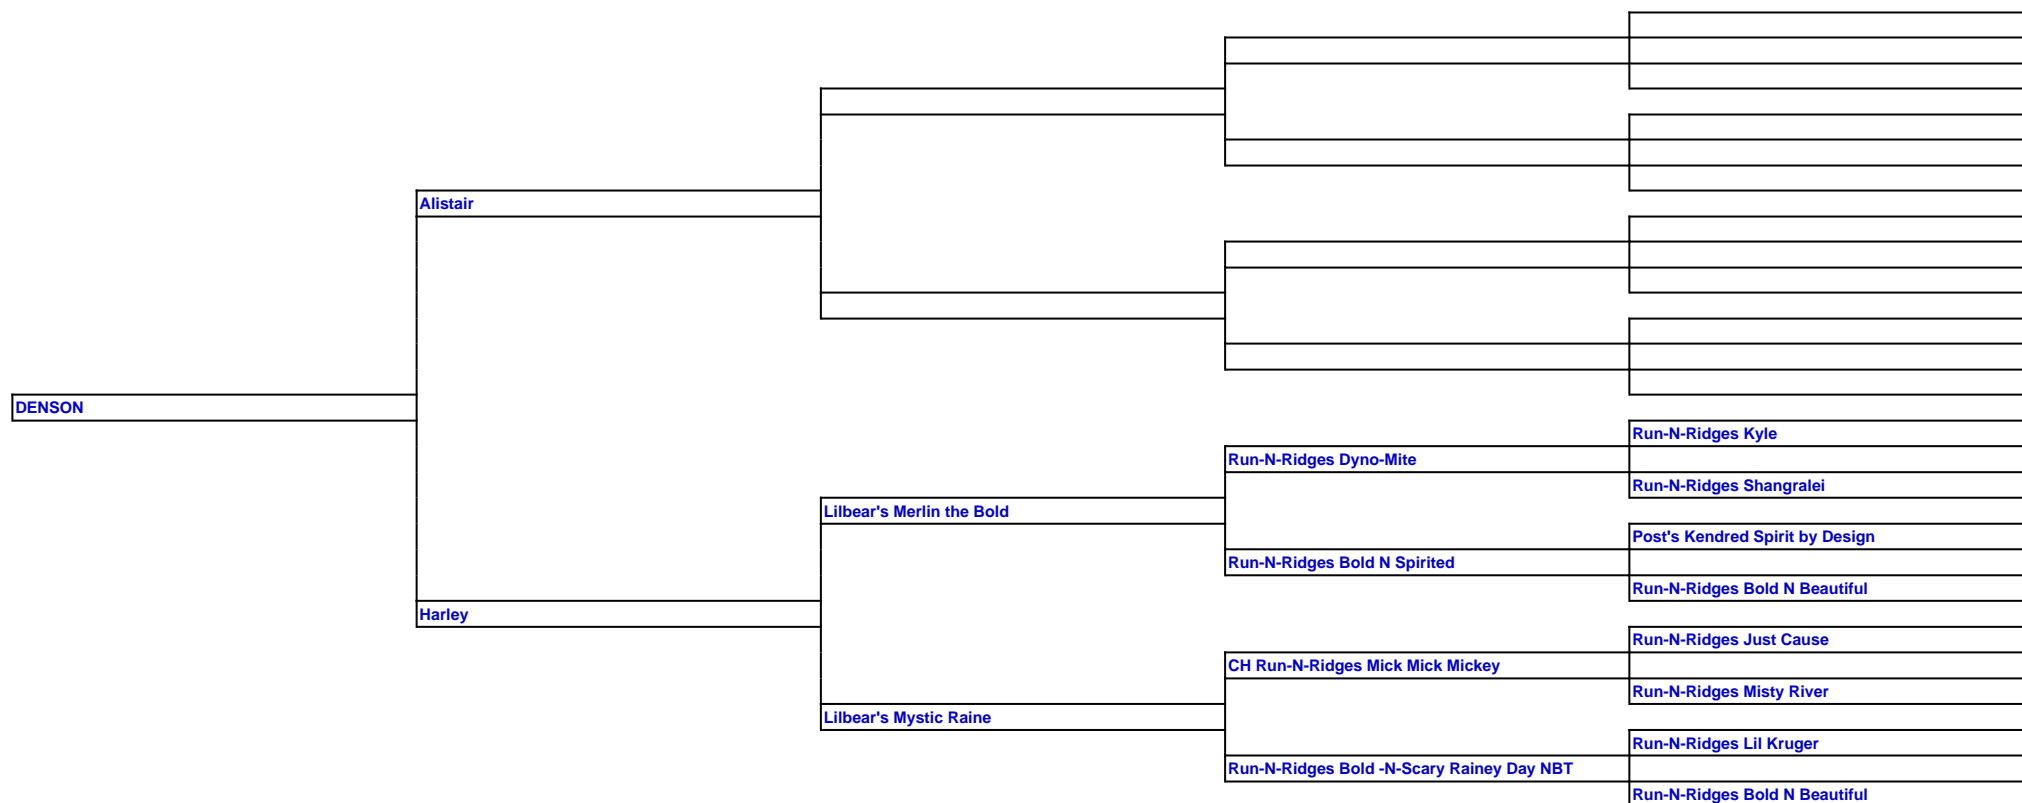 Alistair
DENSON
Run-N-Ridges Kyle
Run-N-Ridges Dyno-Mite
Run-N-Ridges Shangralei
Lilbear's Merlin the Bold
Post's Kendred Spirit by Design
Run-N-Ridges Bold N Spirited
Run-N-Ridges Bold N Beautiful
Harley
Run-N-Ridges Just Cause
CH Run-N-Ridges Mick Mick Mickey
Run-N-Ridges Misty River
Lilbear's Mystic Raine
Run-N-Ridges Lil Kruger
Run-N-Ridges Bold -N-Scary Rainey Day NBT
Run-N-Ridges Bold N Beautiful